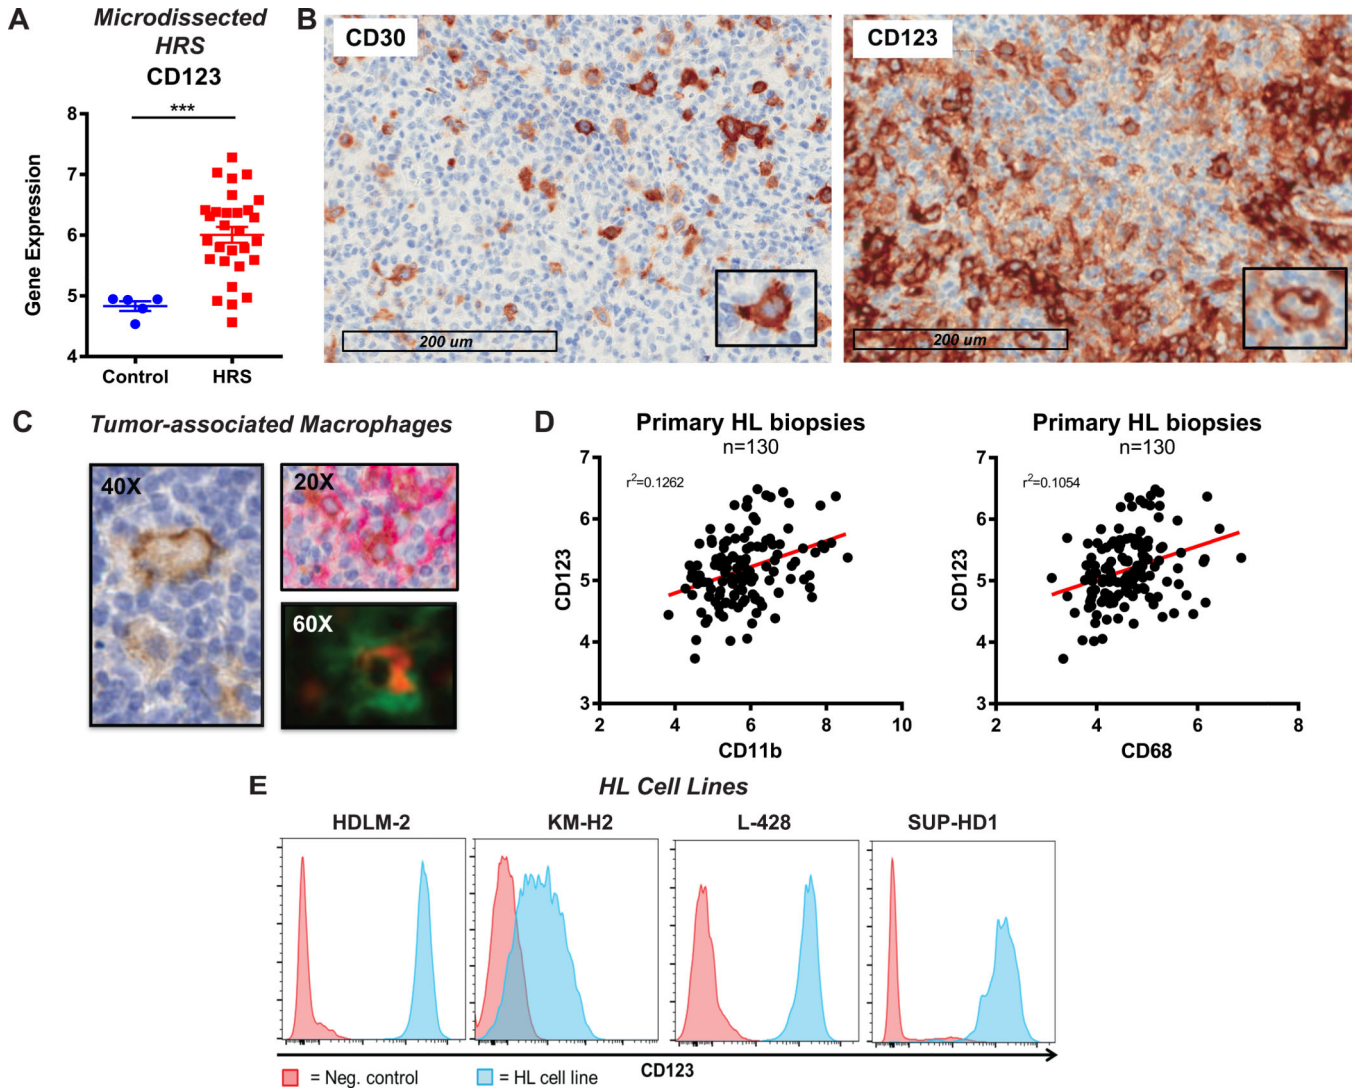 A
Microdissected
HRS
CD123
***
Gene Expression
8
7
6
5
4
Control
HRS
B
CD30
200 um
CD123
200 um
C
Tumor-associated Macrophages
40X
20X
60X
D
Primary HL biopsies
n=130
r²=0.1262
CD123
7
6
5
4
3
2
4
6
8
10
CD11b
Primary HL biopsies
n=130
r²=0.1054
CD123
7
6
5
4
3
2
4
6
8
CD68
E
HL Cell Lines
HDLM-2
KM-H2
L-428
SUP-HD1
CD123
= Neg. control
= HL cell line